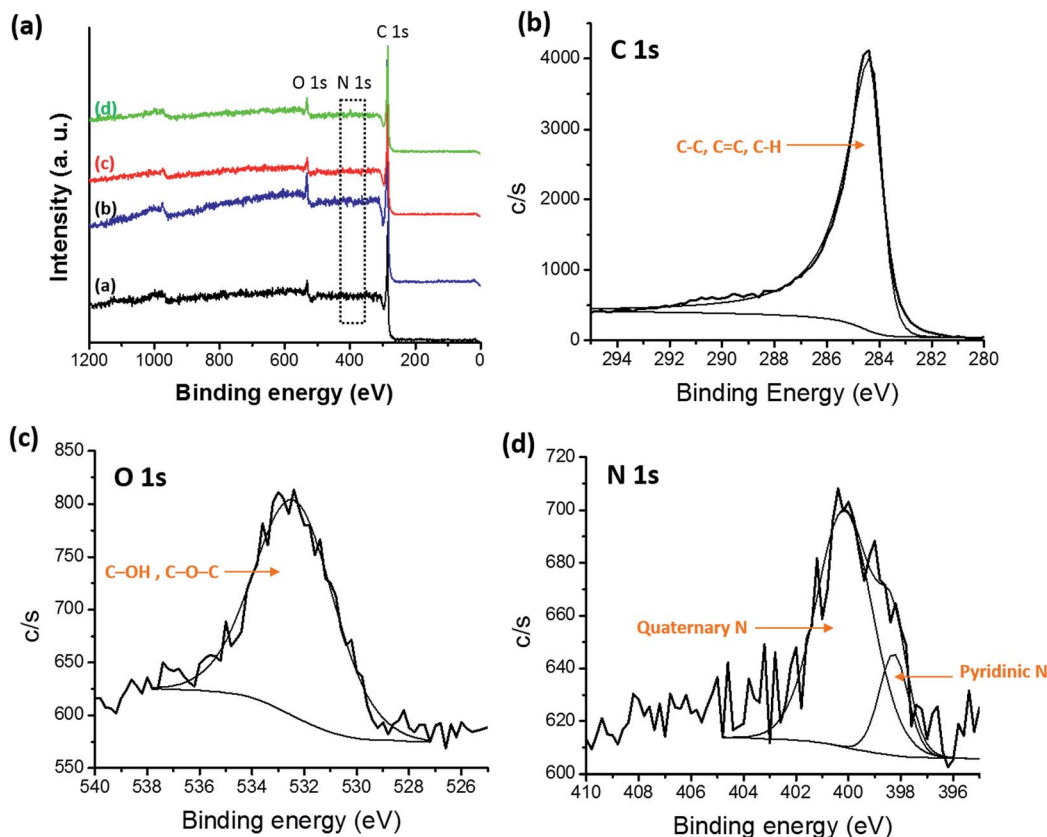 (a)
C 1s
O 1s N 1s
(d)
(c)
(b)
(a)
Intensity (a. u.)
1200 1000 800 600 400 200 0
Binding energy (eV)
(b)
C 1s
4000
3000
2000
1000
0
C-C, C=C, C-H
c/s
294 292 290 288 286 284 282 280
Binding Energy (eV)
(c)
O 1s
850
800
750
700
650
600
550
C–OH , C–O–C
c/s
540 538 536 534 532 530 528 526
Binding energy (eV)
(d)
N 1s
720
700
680
660
640
620
600
Quaternary N
Pyridinic N
c/s
410 408 406 404 402 400 398 396
Binding energy (eV)